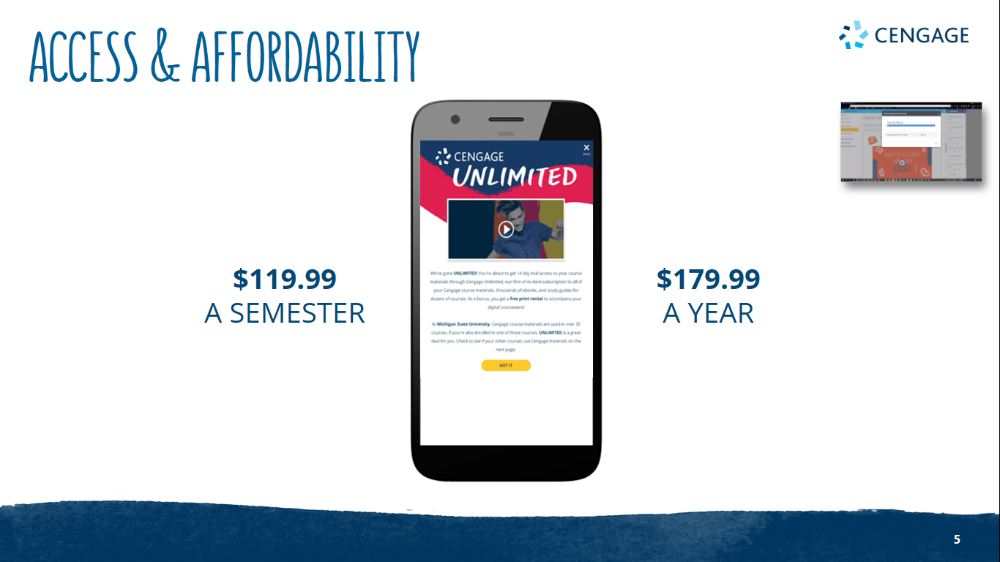 ACCESS & AFFORDABILITY
CENGAGE
CENGAGE
UNLIMITED
We've gone UNLIMITED! You're about to get 14 day trial access to your course
materials through Cengage Unlimited, our first-of-its-kind subscription to all of
your Cengage course materials, thousands of ebooks, and study guides for
dozens of courses. As a bonus, you get a free print rental to accompany your
digital courseware!
At Michigan State University, Cengage course materials are used in over 35
courses. If you're also enrolled in one of those courses, UNLIMITED is a great
deal for you. Check to see if your other courses use Cengage materials on the
next page.
GOT IT
$119.99
A SEMESTER
$179.99
A YEAR
5